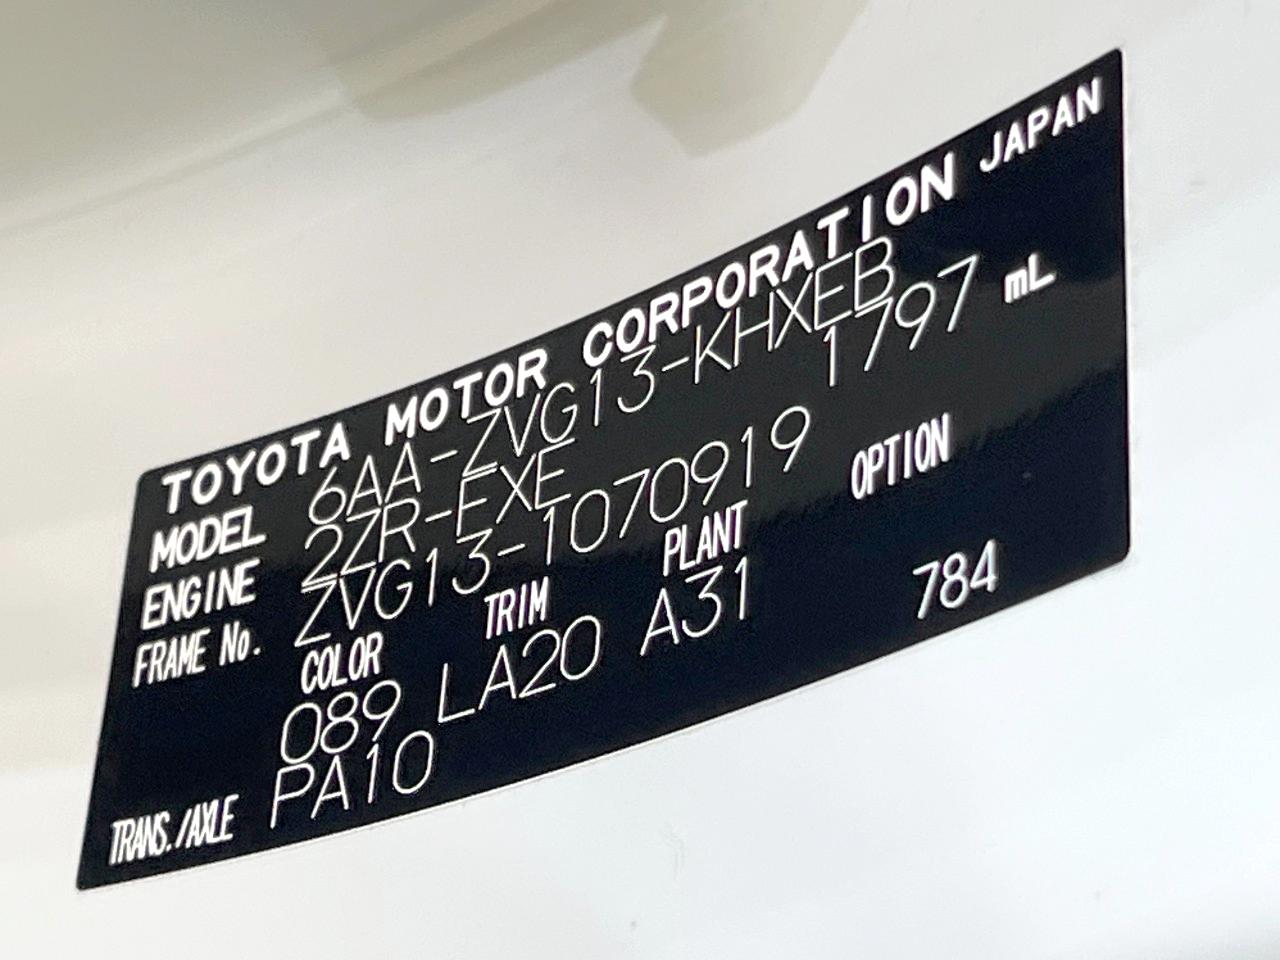 TOYOTA MOTOR CORPORATION JAPAN
MODEL 6AA-ZVG13-KHXEB
ENGINE 2ZR-FXE 1797 mL
FRAME No. ZVG13-1070919
COLOR TRIM PLANT OPTION
089 LA20 A31 784
TRANS./AXLE PA10